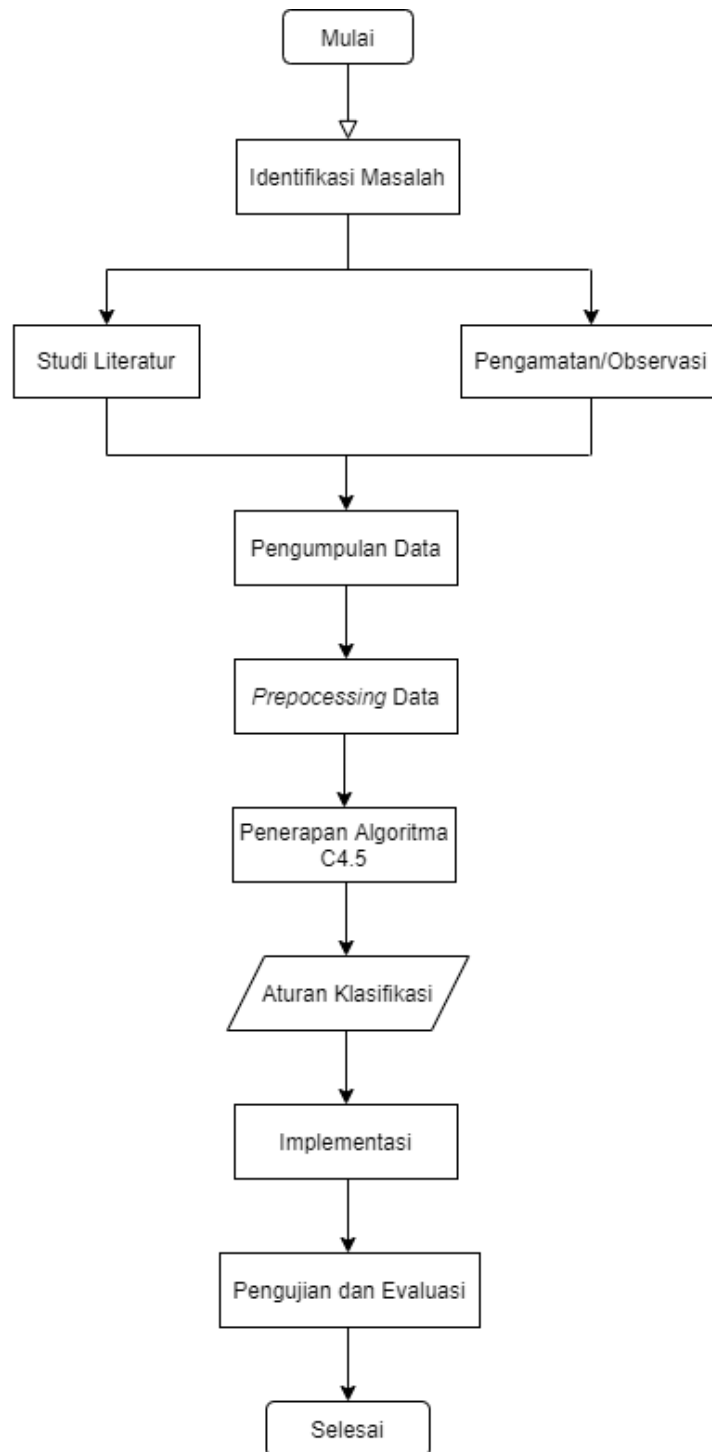 Mulai
Identifikasi Masalah
Studi Literatur
Pengamatan/Observasi
Pengumpulan Data
Prepocessing Data
Penerapan Algoritma
C4.5
Aturan Klasifikasi
Implementasi
Pengujian dan Evaluasi
Selesai